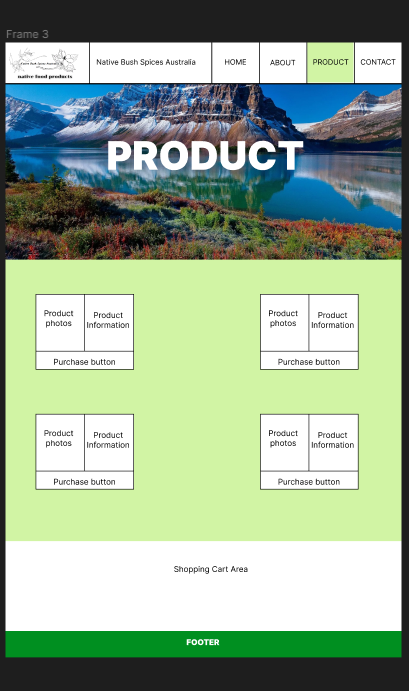 Frame 3
Native Bush Spices Australia
native food products
Native Bush Spices Australia
HOME
ABOUT
PRODUCT
CONTACT
PRODUCT
Product
photos
Product
Information
Purchase button
Product
photos
Product
Information
Purchase button
Product
photos
Product
Information
Purchase button
Product
photos
Product
Information
Purchase button
Shopping Cart Area
FOOTER